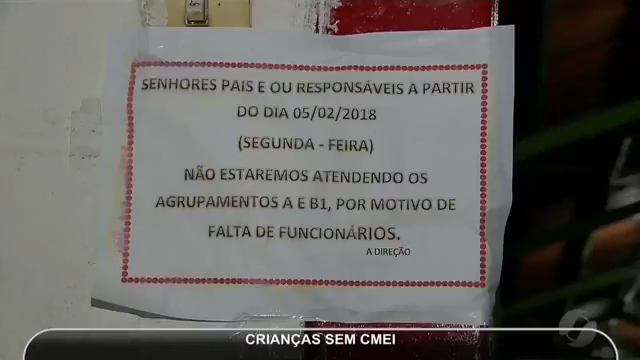 SENHORES PAIS E OU RESPONSÁVEIS A PARTIR
DO DIA 05/02/2018
(SEGUNDA - FEIRA)
NÃO ESTAREMOS ATENDENDO OS
AGRUPAMENTOS A E B1, POR MOTIVO DE
FALTA DE FUNCIONÁRIOS.
A DIREÇÃO
CRIANÇAS SEM CMEI